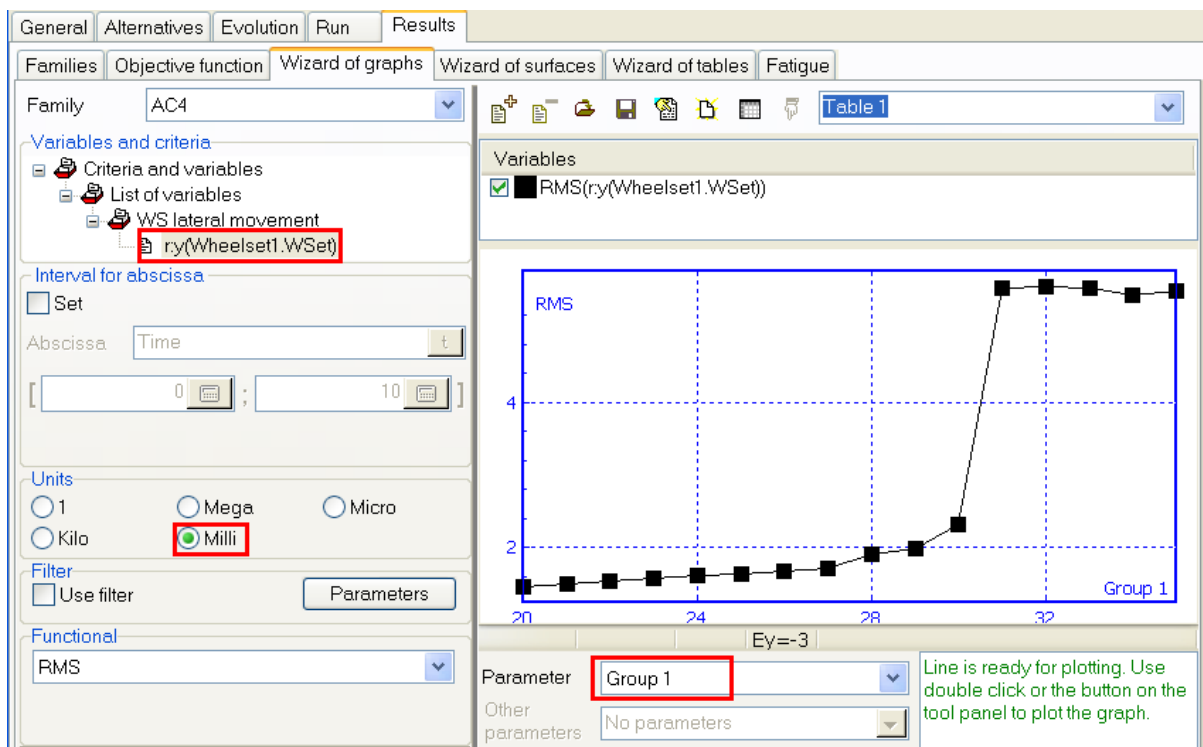 General Alternatives Evolution Run Results
Families Objective function Wizard of graphs Wizard of surfaces Wizard of tables Fatigue
Family AC4
Variables and criteria
Criteria and variables
List of variables
WS lateral movement
r:y(Wheelset1.WSet)
Interval for abscissa
Set
Abscissa Time t
[ 0 ; 10 ]
Units
1 Mega Micro
Kilo Milli
Filter
Use filter Parameters
Functional
RMS
Table 1
Variables
RMS(r:y(Wheelset1.WSet))
RMS
4
2
Group 1
20 24 28 32
Ey=-3
Parameter Group 1
Other
parameters
No parameters
Line is ready for plotting. Use
double click or the button on the
tool panel to plot the graph.